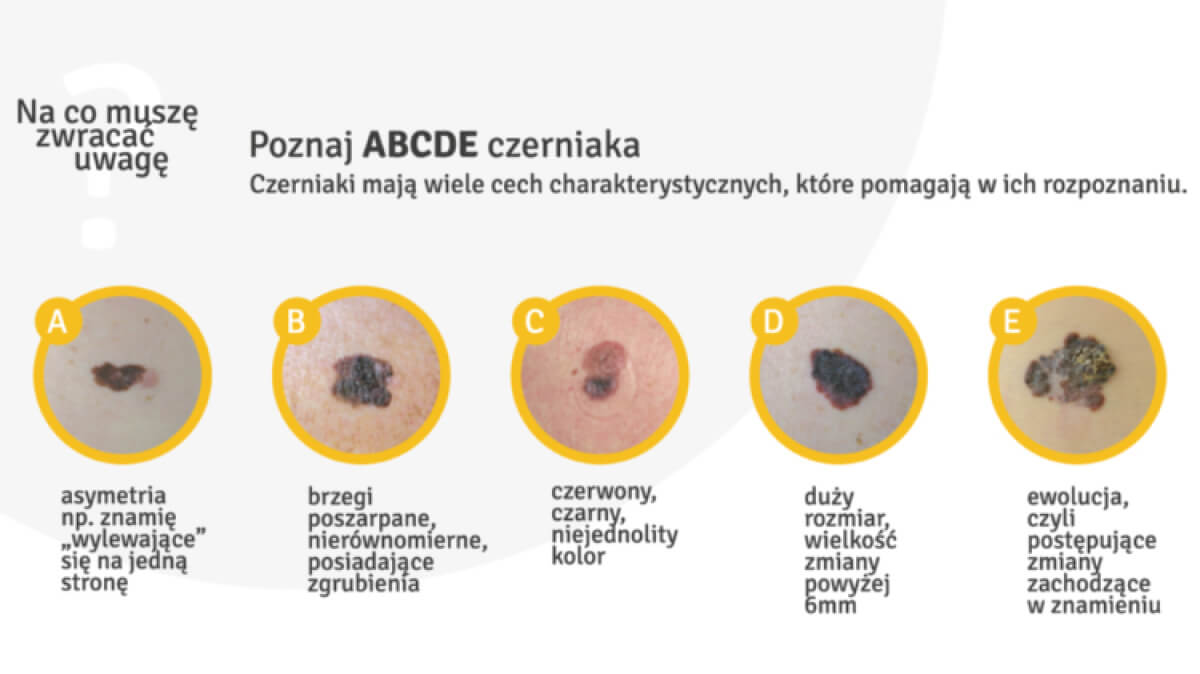 Na co muszę
zwracać
uwagę
?
Poznaj ABCDE czerniaka
Czerniaki mają wiele cech charakterystycznych, które pomagają w ich rozpoznaniu.
A
asymetria
np. znamię
„wylewające”
się na jedną
stronę
B
brzegi
poszarpane,
nierównomierne,
posiadające
zgrubienia
C
czerwony,
czarny,
niejednolity
kolor
D
duży
rozmiar,
wielkość
zmiany
powyżej
6mm
E
ewolucja,
czyli
postępujące
zmiany
zachodzące
w znamieniu